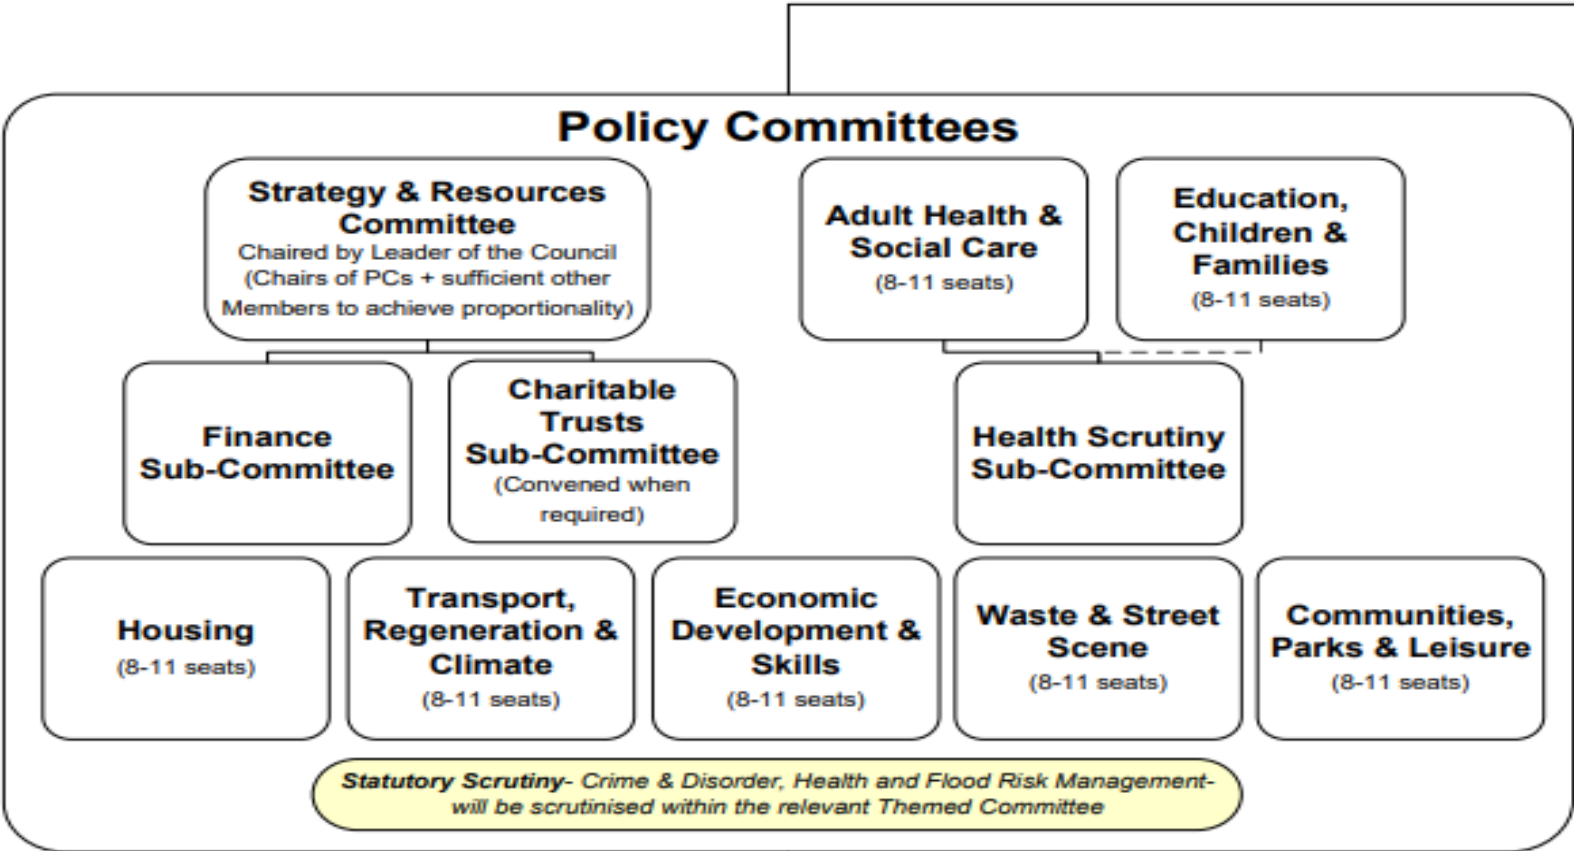 Policy Committees
Strategy & Resources
Committee
Chaired by Leader of the Council
(Chairs of PCs + sufficient other
Members to achieve proportionality)
Adult Health &
Social Care
(8-11 seats)
Education,
Children &
Families
(8-11 seats)
Finance
Sub-Committee
Charitable
Trusts
Sub-Committee
(Convened when
required)
Health Scrutiny
Sub-Committee
Housing
(8-11 seats)
Transport,
Regeneration &
Climate
(8-11 seats)
Economic
Development &
Skills
(8-11 seats)
Waste & Street
Scene
(8-11 seats)
Communities,
Parks & Leisure
(8-11 seats)
Statutory Scrutiny- Crime & Disorder, Health and Flood Risk Management-
will be scrutinised within the relevant Themed Committee